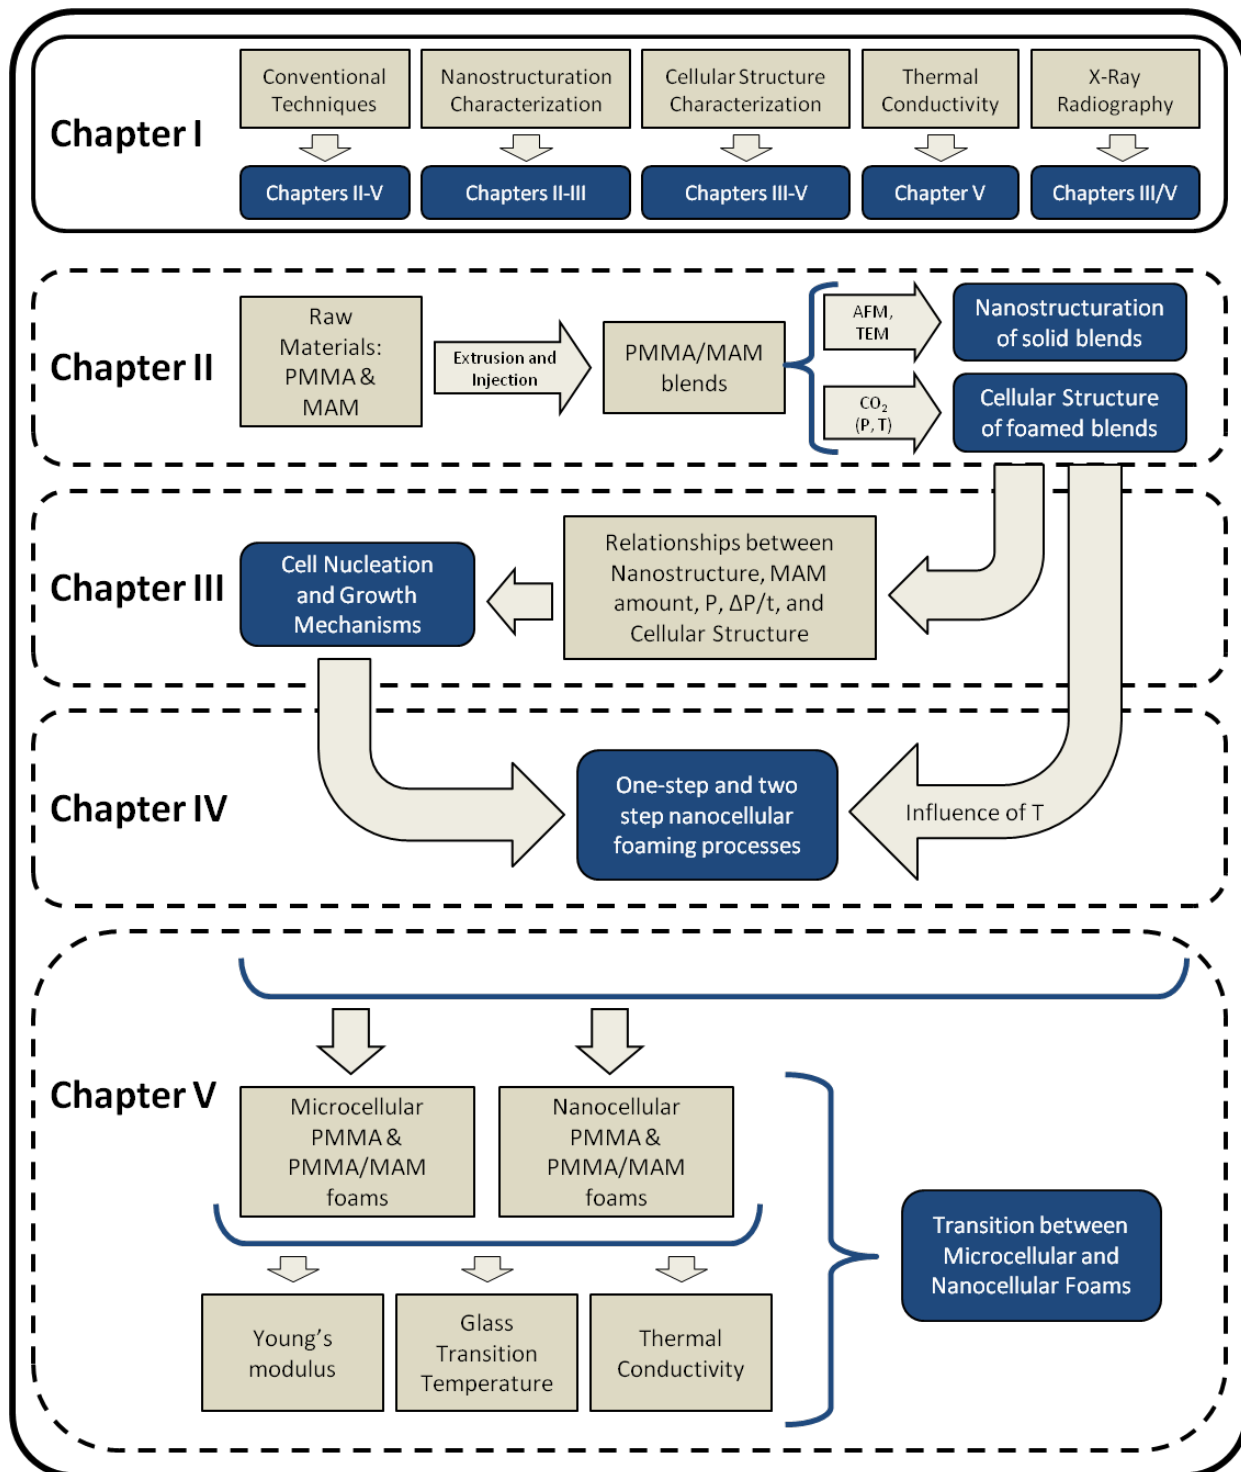 Chapter I
Conventional
Techniques
Nanostructuration
Characterization
Cellular Structure
Characterization
Thermal
Conductivity
X-Ray
Radiography
Chapters II-V
Chapters II-III
Chapters III-V
Chapter V
Chapters III/V
Chapter II
Raw
Materials:
PMMA &
MAM
Extrusion and
Injection
PMMA/MAM
blends
AFM,
TEM
Nanostructuration
of solid blends
CO₂
(P, T)
Cellular Structure
of foamed blends
Chapter III
Cell Nucleation
and Growth
Mechanisms
Relationships between
Nanostructure, MAM
amount, P, ΔP/t, and
Cellular Structure
Chapter IV
One-step and two
step nanocellular
foaming processes
Influence of T
Chapter V
Microcellular
PMMA &
PMMA/MAM
foams
Nanocellular
PMMA &
PMMA/MAM
foams
Transition between
Microcellular and
Nanocellular Foams
Young's
modulus
Glass
Transition
Temperature
Thermal
Conductivity